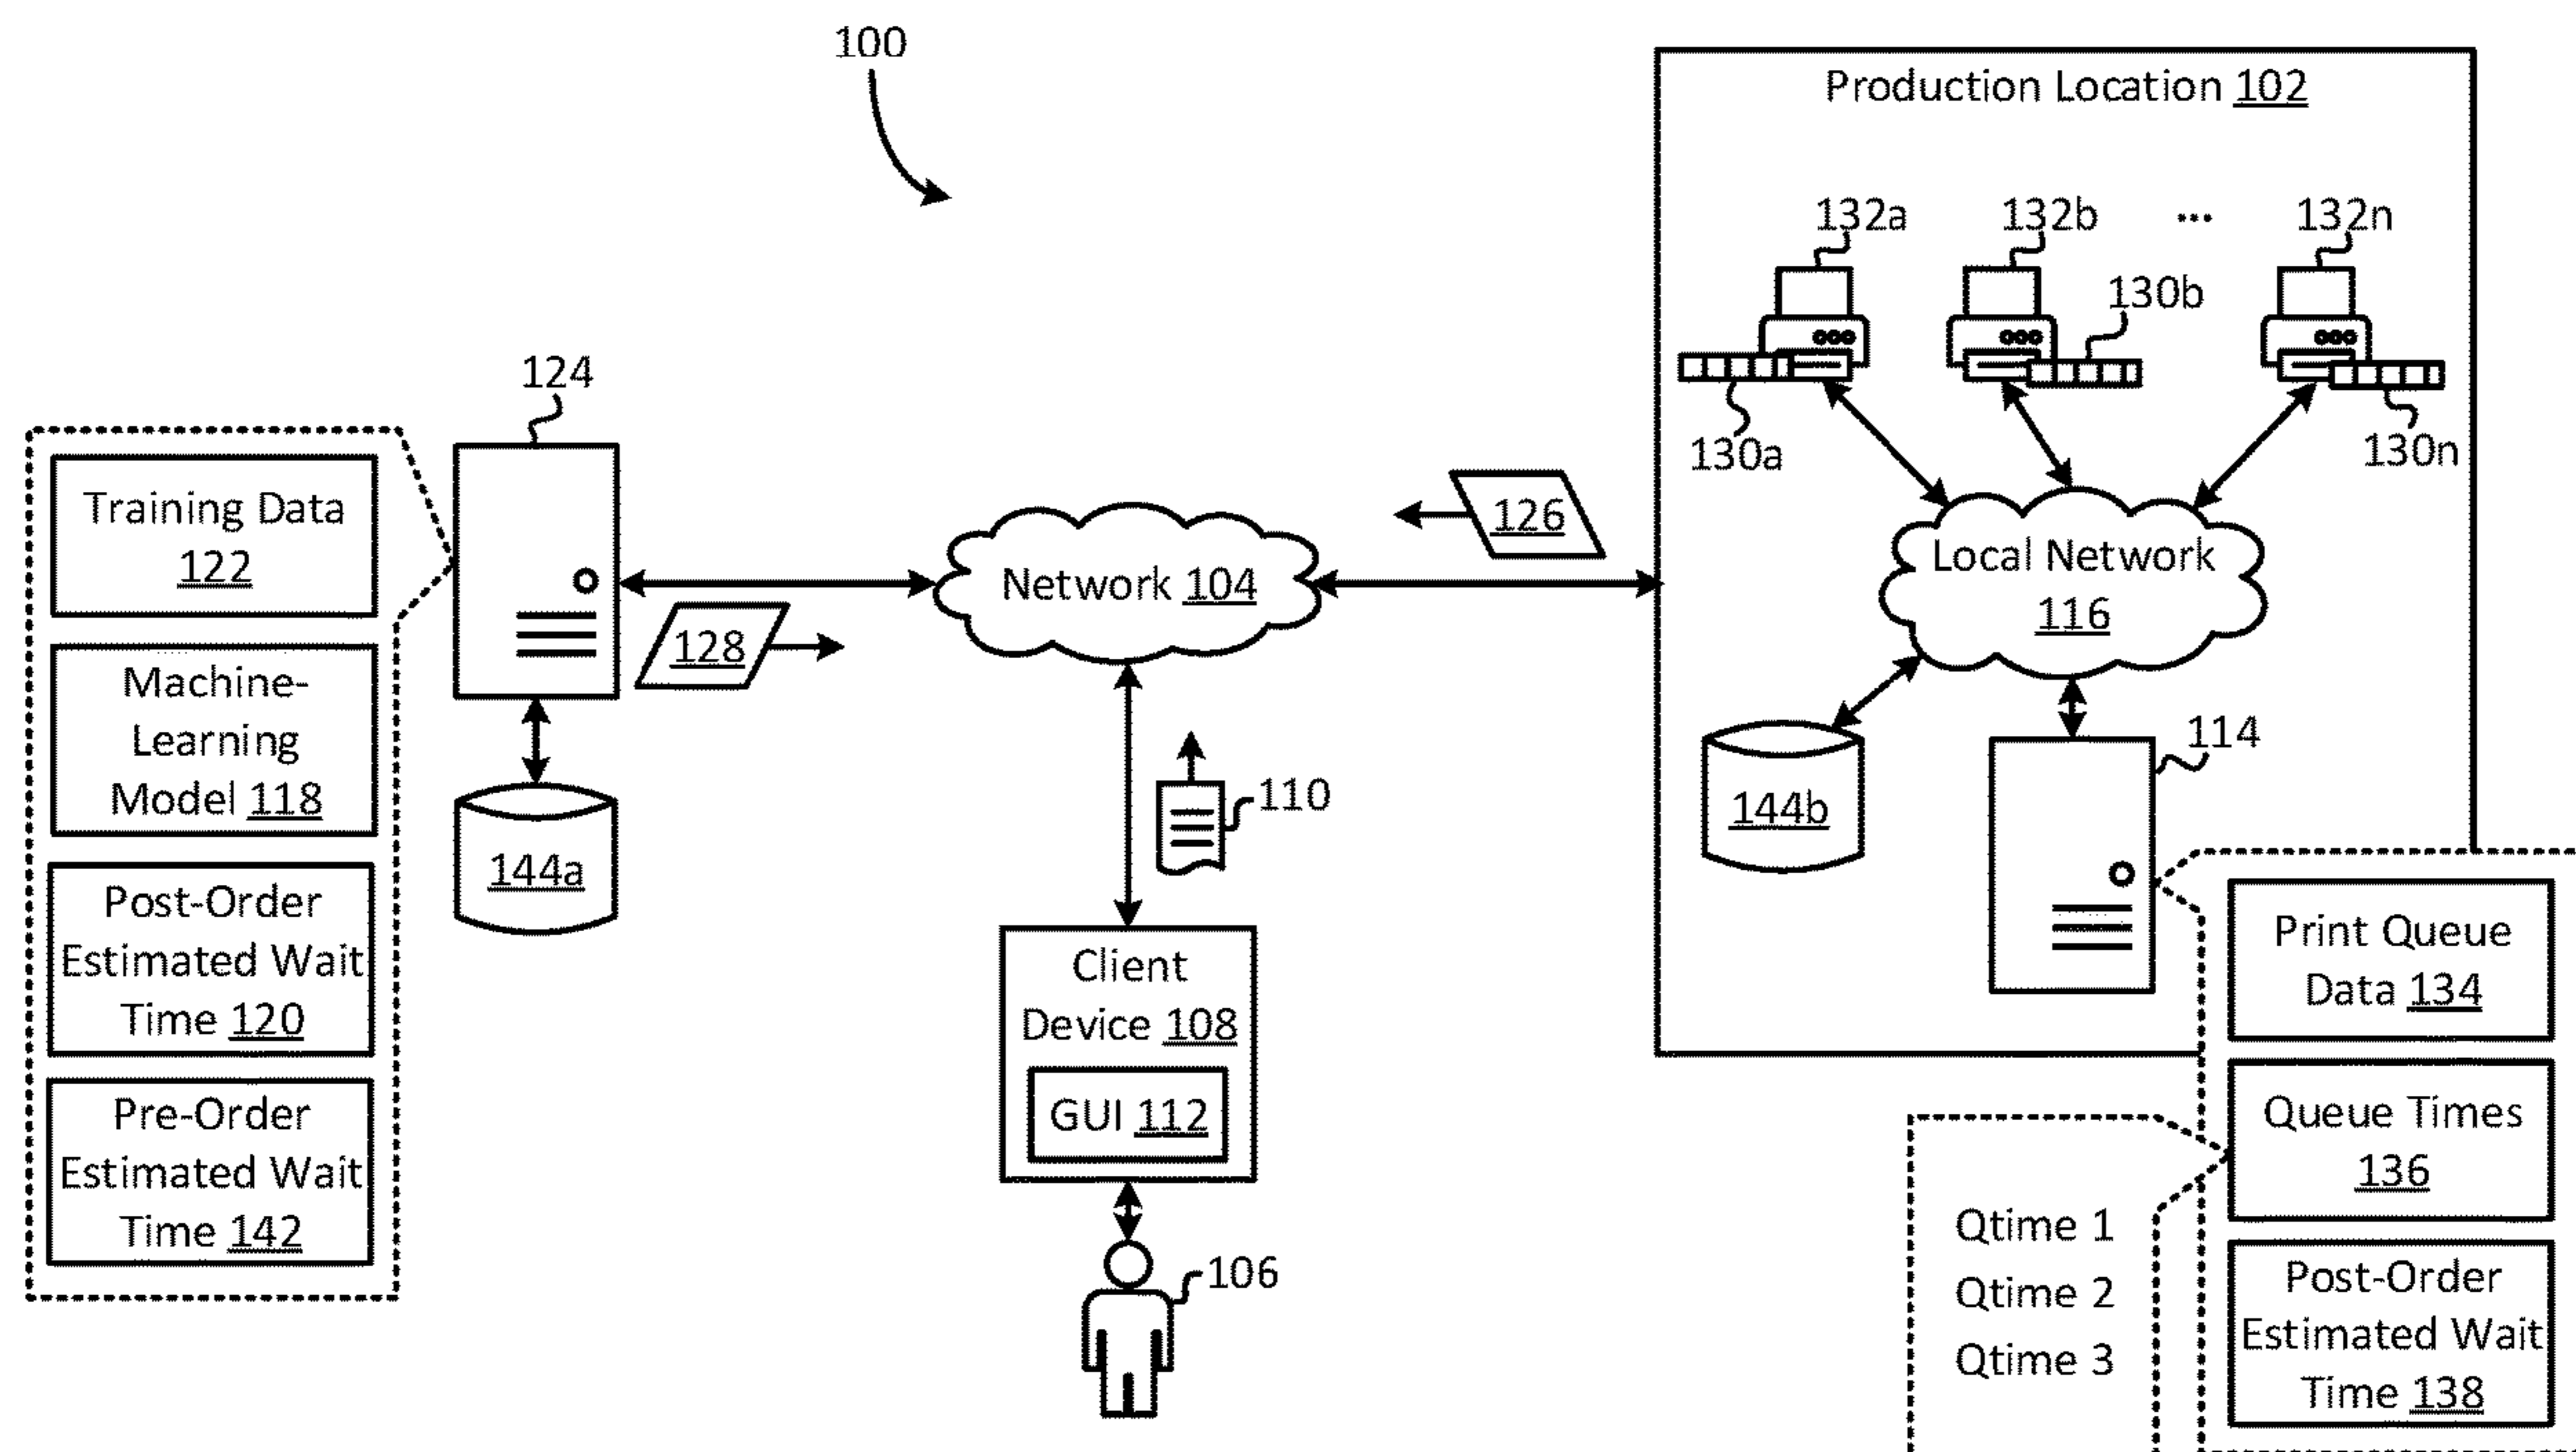 100
Production Location 102
132a
132b
...
132n
130b
130a
130n
124
Training Data
122
Machine-
Learning
Model 118
Post-Order
Estimated Wait
Time 120
Pre-Order
Estimated Wait
Time 142
144a
128
Network 104
126
110
Client
Device 108
GUI 112
106
Local Network
116
144b
114
Print Queue
Data 134
Queue Times
136
Post-Order
Estimated Wait
Time 138
Qtime 1
Qtime 2
Qtime 3